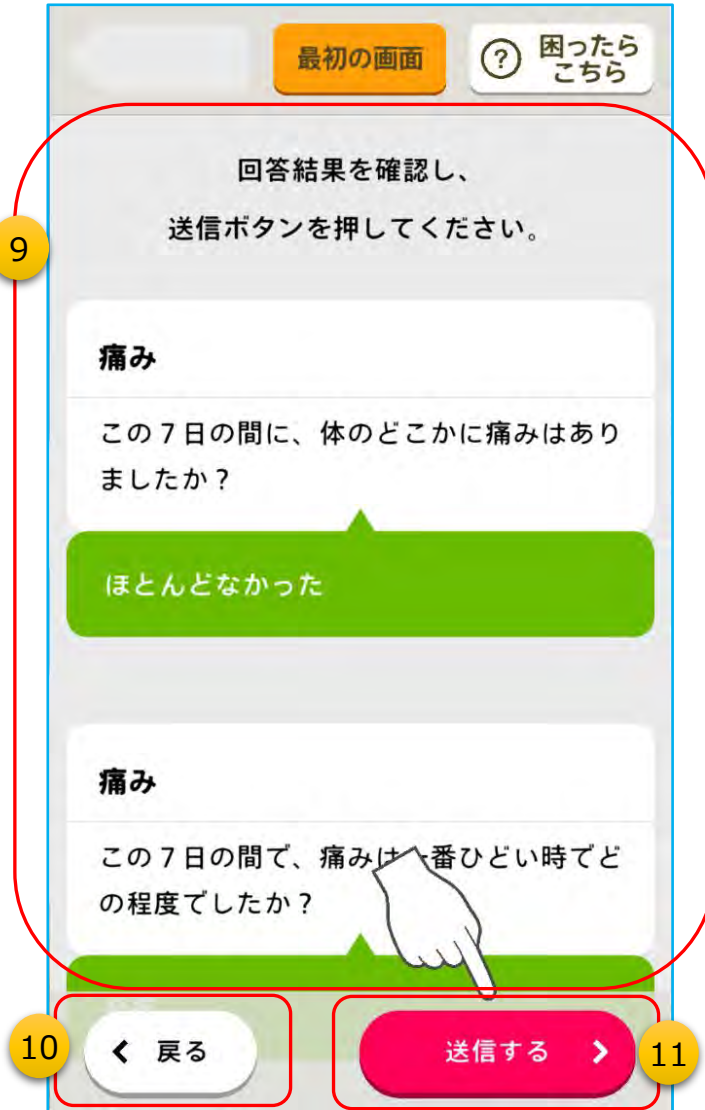 最初の画面
? 困ったら
こちら
回答結果を確認し、
9
送信ボタンを押してください。
痛み
この7日の間に、体のどこかに痛みはあり
ましたか？
ほとんどなかった
痛み
この7日の間で、痛みは一番ひどい時でど
の程度でしたか？
10
戻る
送信する
11